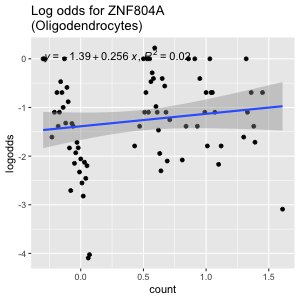 Log odds for ZNF804A
(Oligodendrocytes)
y = −1.39 + 0.256 x, R² = 0.02
0
-1
-2
-3
-4
logodds
0.0 0.5 1.0 1.5
count